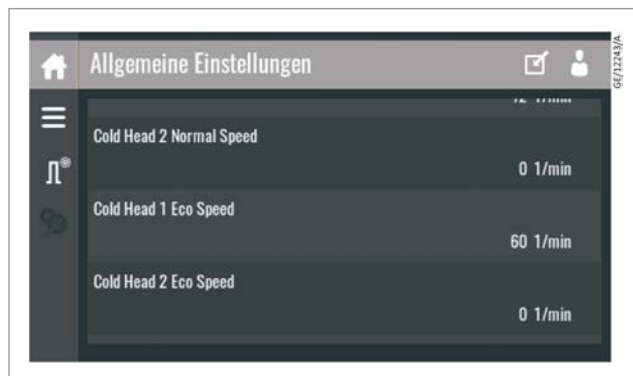 Allgemeine Einstellungen
Cold Head 2 Normal Speed
0 1/min
Cold Head 1 Eco Speed
60 1/min
Cold Head 2 Eco Speed
0 1/min
GE/12243/A